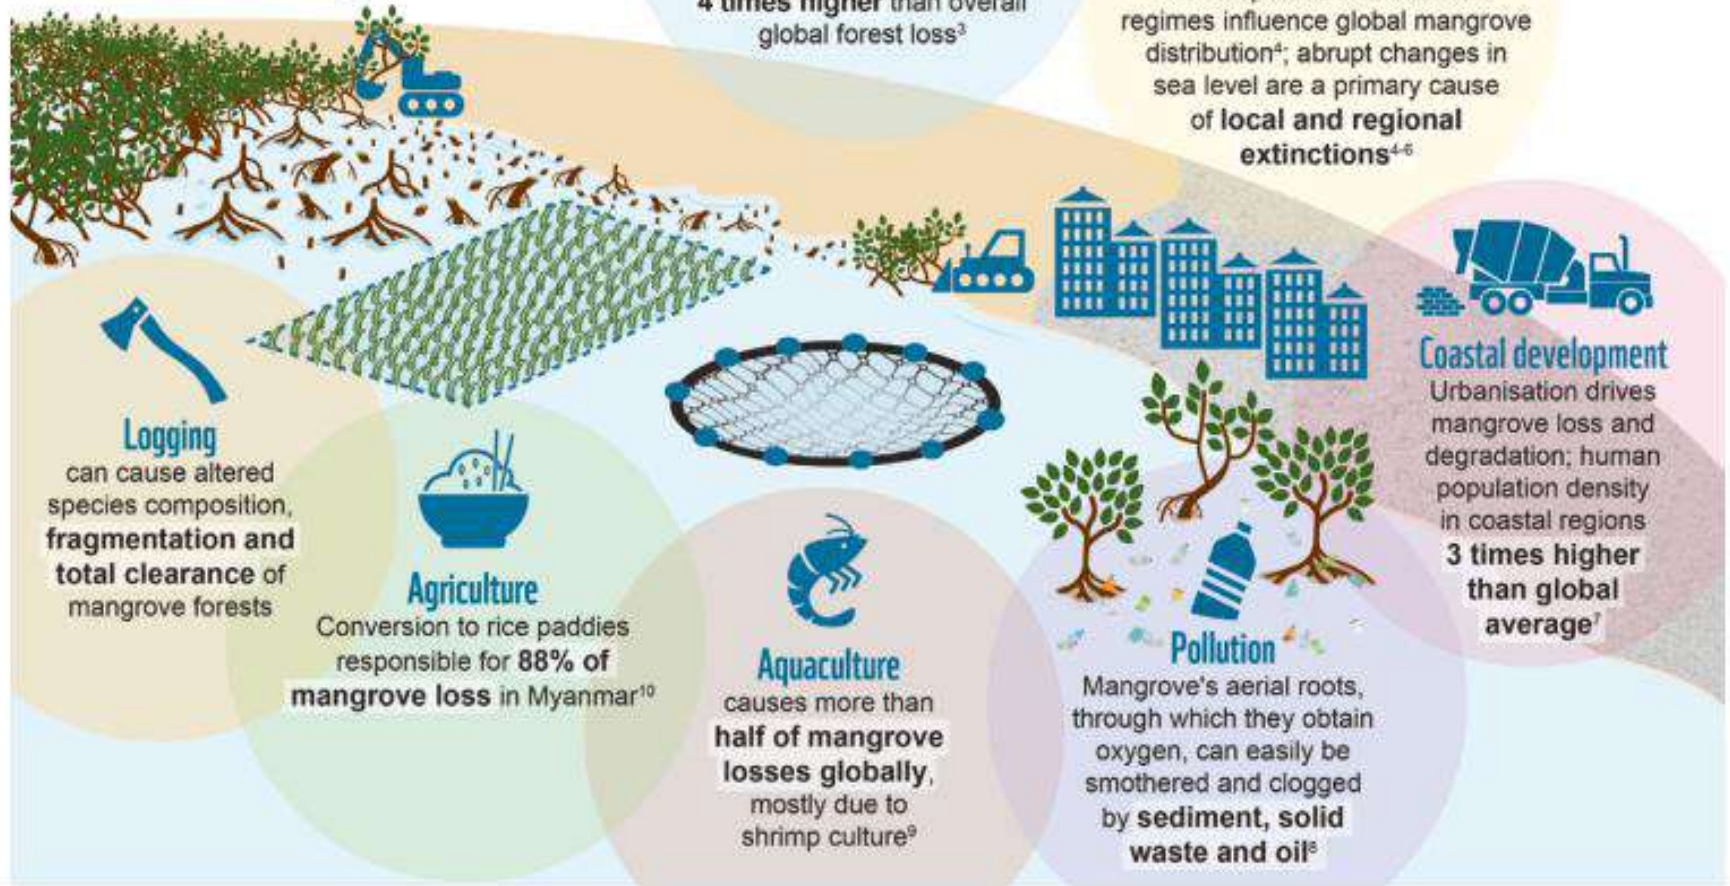 4 times higher than overall
global forest loss³
regimes influence global mangrove
distribution⁴; abrupt changes in
sea level are a primary cause
of local and regional
extinctions⁴⁻⁶
Coastal development
Urbanisation drives
mangrove loss and
degradation; human
population density
in coastal regions
3 times higher
than global
average⁷
Logging
can cause altered
species composition,
fragmentation and
total clearance of
mangrove forests
Agriculture
Conversion to rice paddies
responsible for 88% of
mangrove loss in Myanmar¹⁰
Aquaculture
causes more than
half of mangrove
losses globally,
mostly due to
shrimp culture⁹
Pollution
Mangrove's aerial roots,
through which they obtain
oxygen, can easily be
smothered and clogged
by sediment, solid
waste and oil⁸